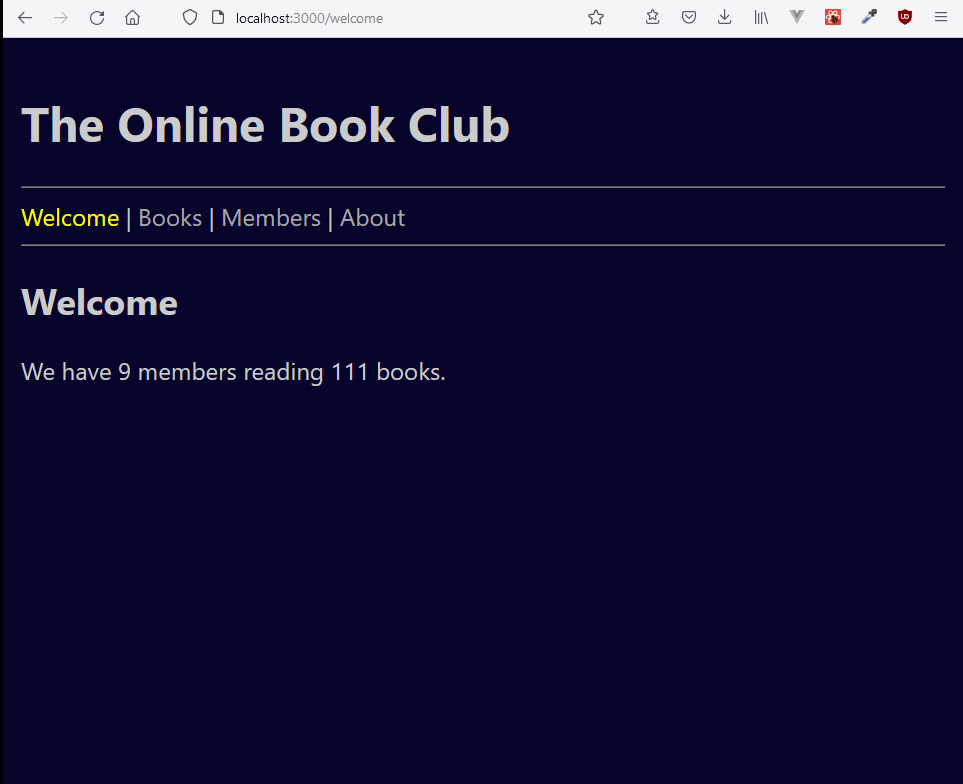 localhost:3000/welcome
The Online Book Club
Welcome | Books | Members | About
Welcome
We have 9 members reading 111 books.